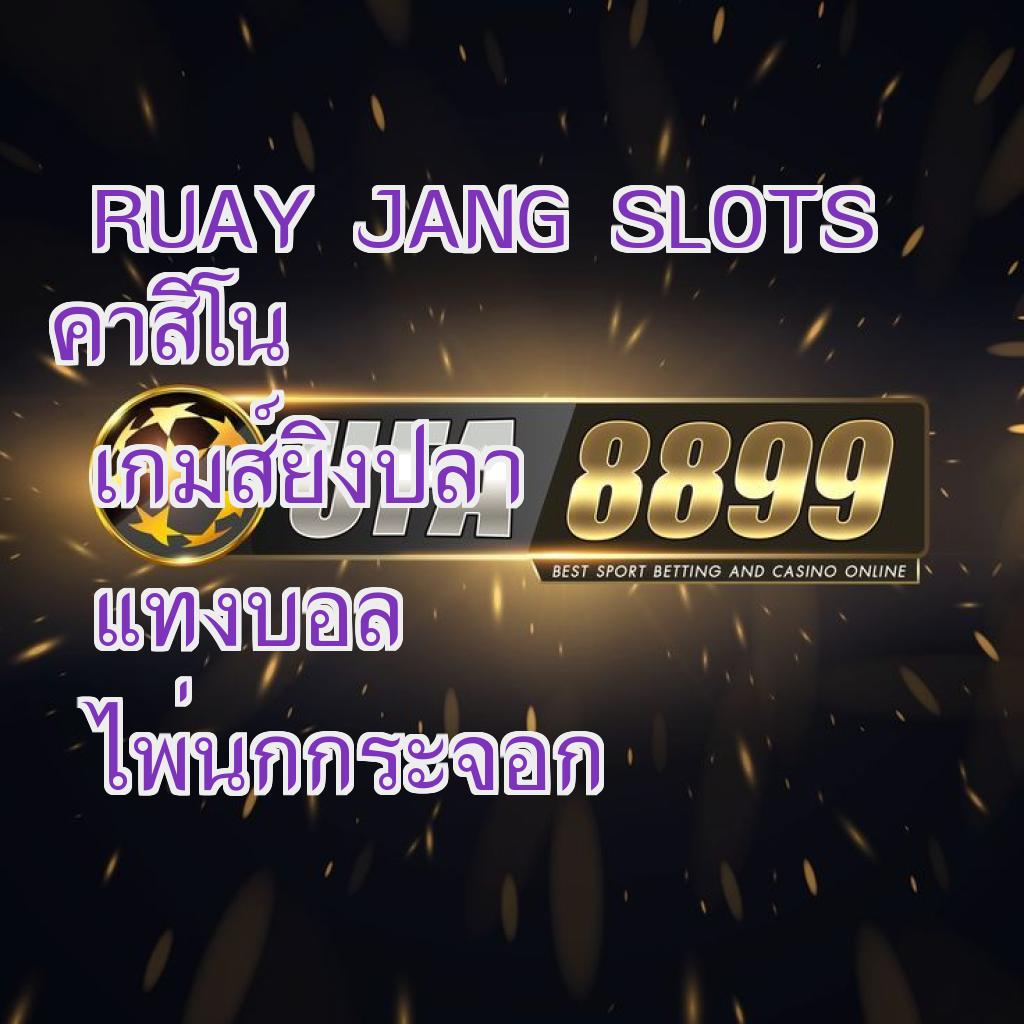 RUAY JANG SLOTS
คาสิโน
เกมส์ยิงปลา
UFA 8899
BEST SPORT BETTING AND CASINO ONLINE
แทงบอล
ไพ่นกกระจอก